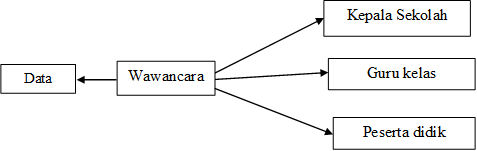 Kepala Sekolah
Data
Wawancara
Guru kelas
Peserta didik